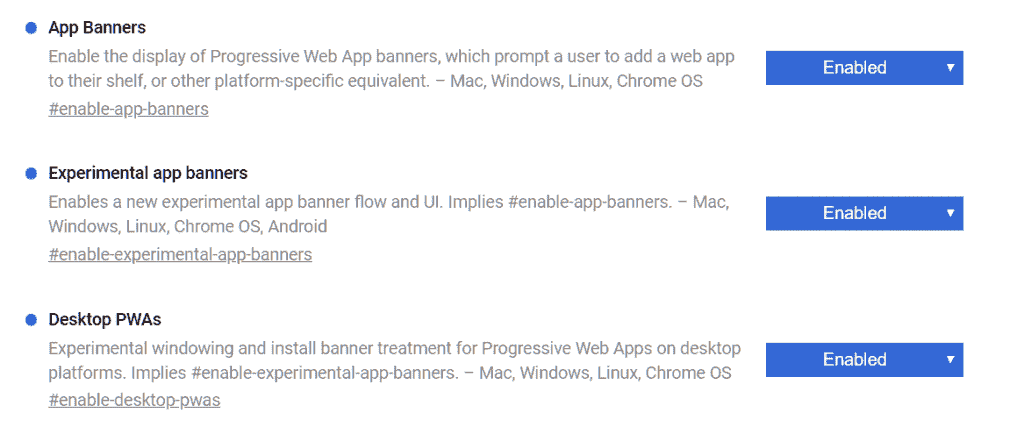 App Banners
Enable the display of Progressive Web App banners, which prompt a user to add a web app
to their shelf, or other platform-specific equivalent. – Mac, Windows, Linux, Chrome OS
Enabled
#enable-app-banners
Experimental app banners
Enables a new experimental app banner flow and UI. Implies #enable-app-banners. – Mac,
Windows, Linux, Chrome OS, Android
Enabled
#enable-experimental-app-banners
Desktop PWAs
Experimental windowing and install banner treatment for Progressive Web Apps on desktop
platforms. Implies #enable-experimental-app-banners. – Mac, Windows, Linux, Chrome OS
Enabled
#enable-desktop-pwas